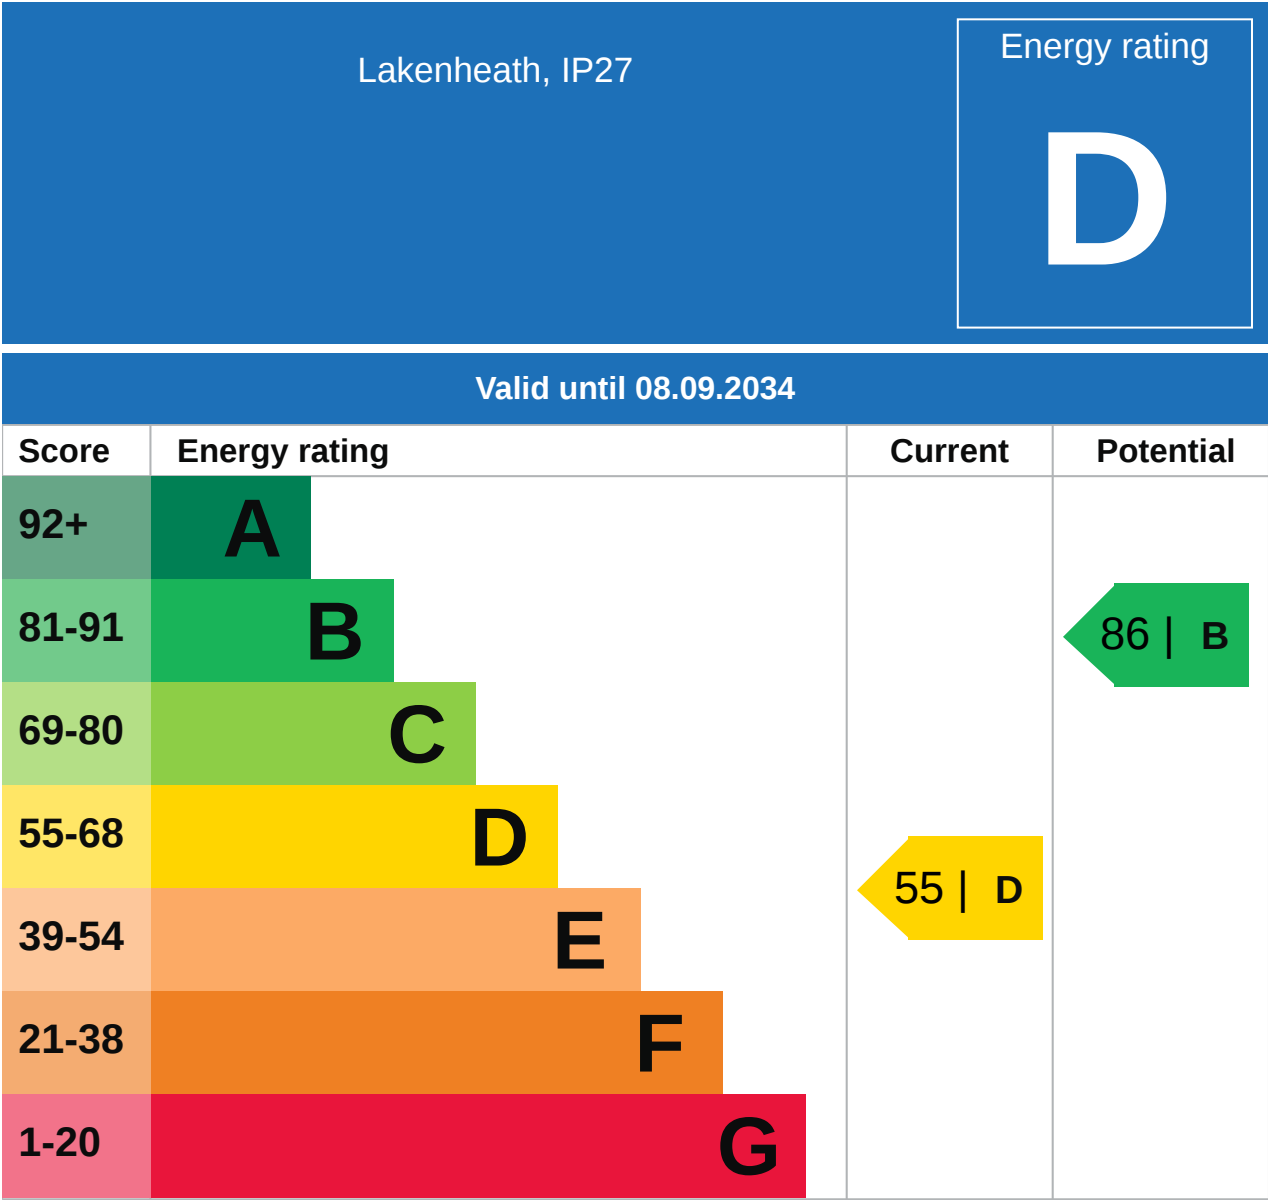 Lakenheath, IP27
Energy rating
D
Valid until 08.09.2034
Score Energy rating Current Potential
92+ A
81-91 B 86 | B
69-80 C
55-68 D
55 | D
39-54 E
21-38 F
1-20 G